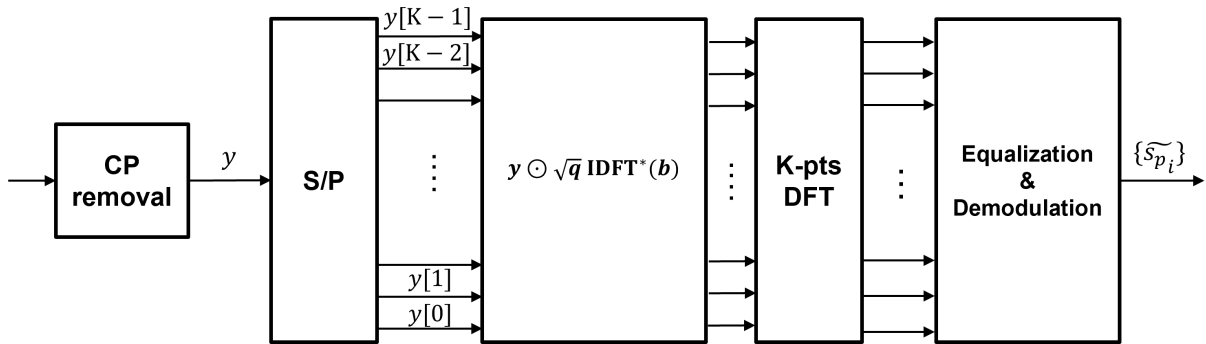 CP
removal
y
S/P
y[K − 1]
y[K − 2]
⋮
y[1]
y[0]
y ⊙ √q IDFT*(b)
⋮
K-pts
DFT
⋮
Equalization
&
Demodulation
{s̃_{p_i}}